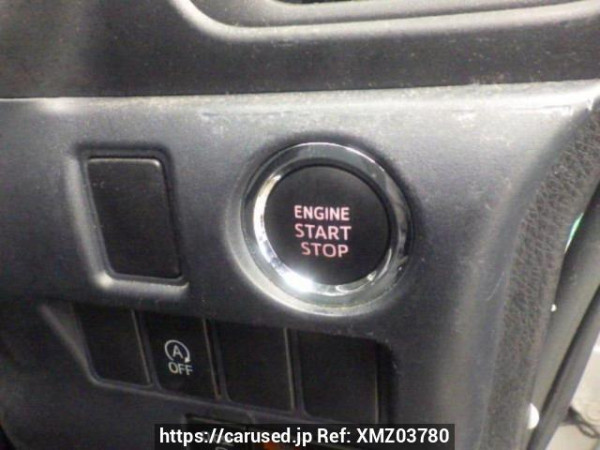 ENGINE
START
STOP
A
OFF
https://carused.jp Ref: XMZ03780